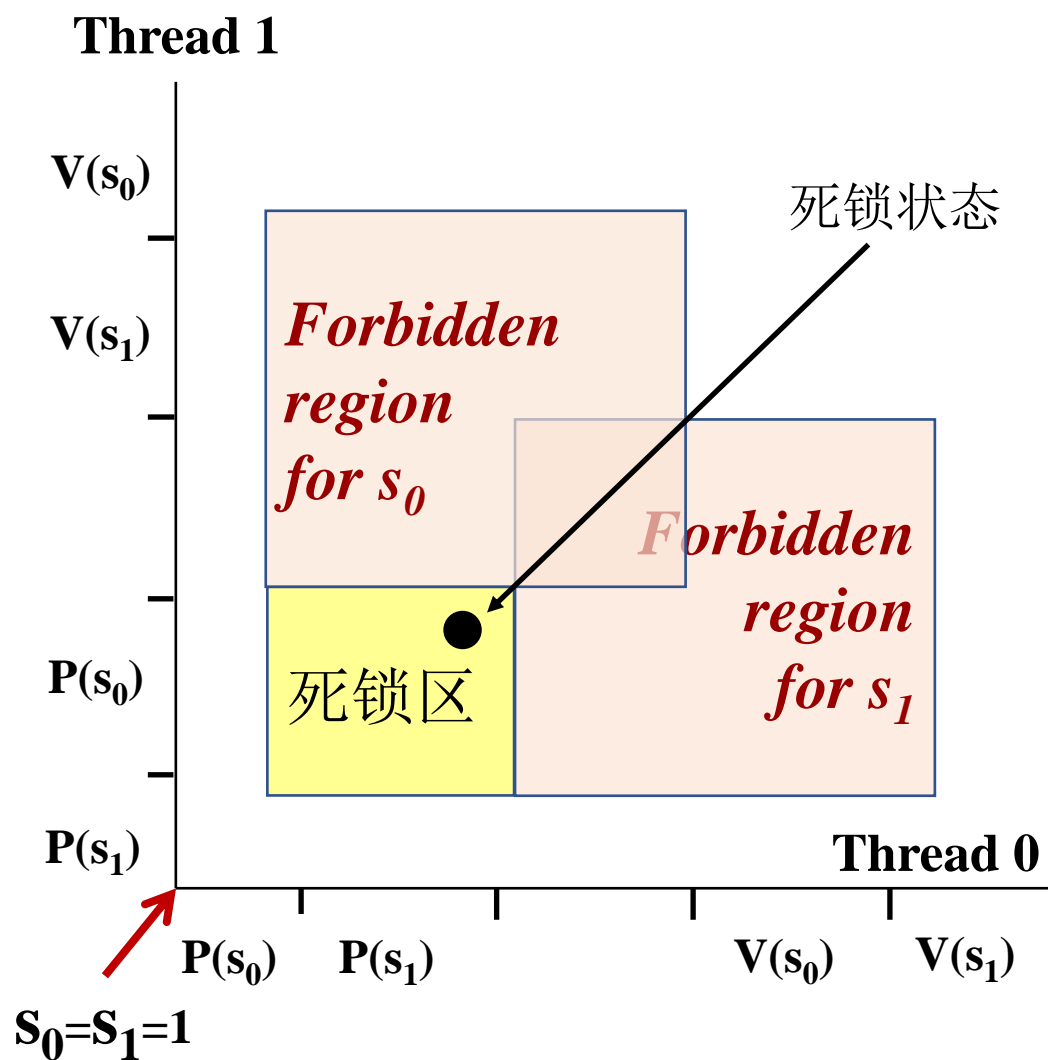 Thread 1
V(s0)
死锁状态
V(s1)
Forbidden
region
for s0
Forbidden
region
for s1
P(s0)
死锁区
P(s1)
Thread 0
P(s0)
P(s1)
V(s0)
V(s1)
s0=s1=1